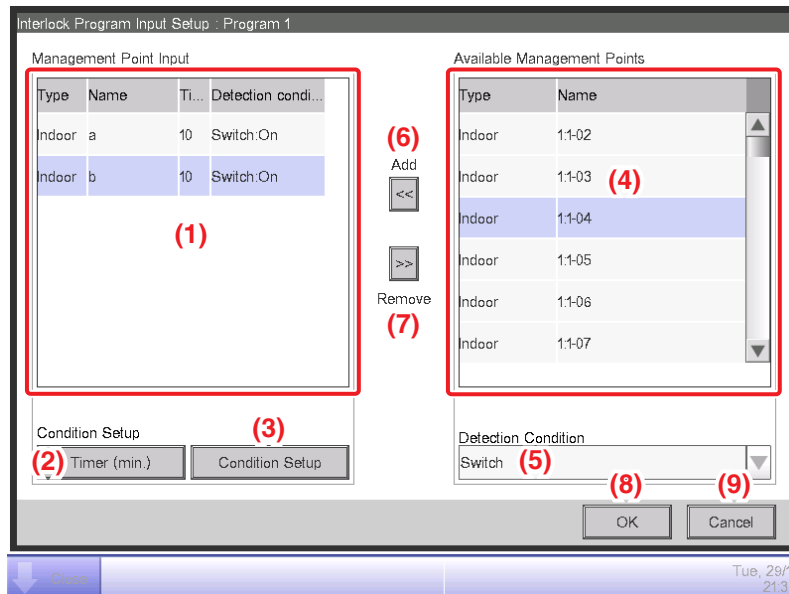 Interlock Program Input Setup : Program 1
Management Point Input
Available Management Points
Type Name Ti... Detection condi...
Type Name
Indoor a 10 Switch:On
Indoor b 10 Switch:On
(1)
(6)
Add
<<
>>
Remove
(7)
Indoor 1:1-02
Indoor 1:1-03
(4)
Indoor 1:1-04
Indoor 1:1-05
Indoor 1:1-06
Indoor 1:1-07
Condition Setup
(3)
(2) Timer (min.)
Condition Setup
Detection Condition
Switch (5)
(8)
(9)
OK
Cancel
Close
Tue, 29/1
21:3